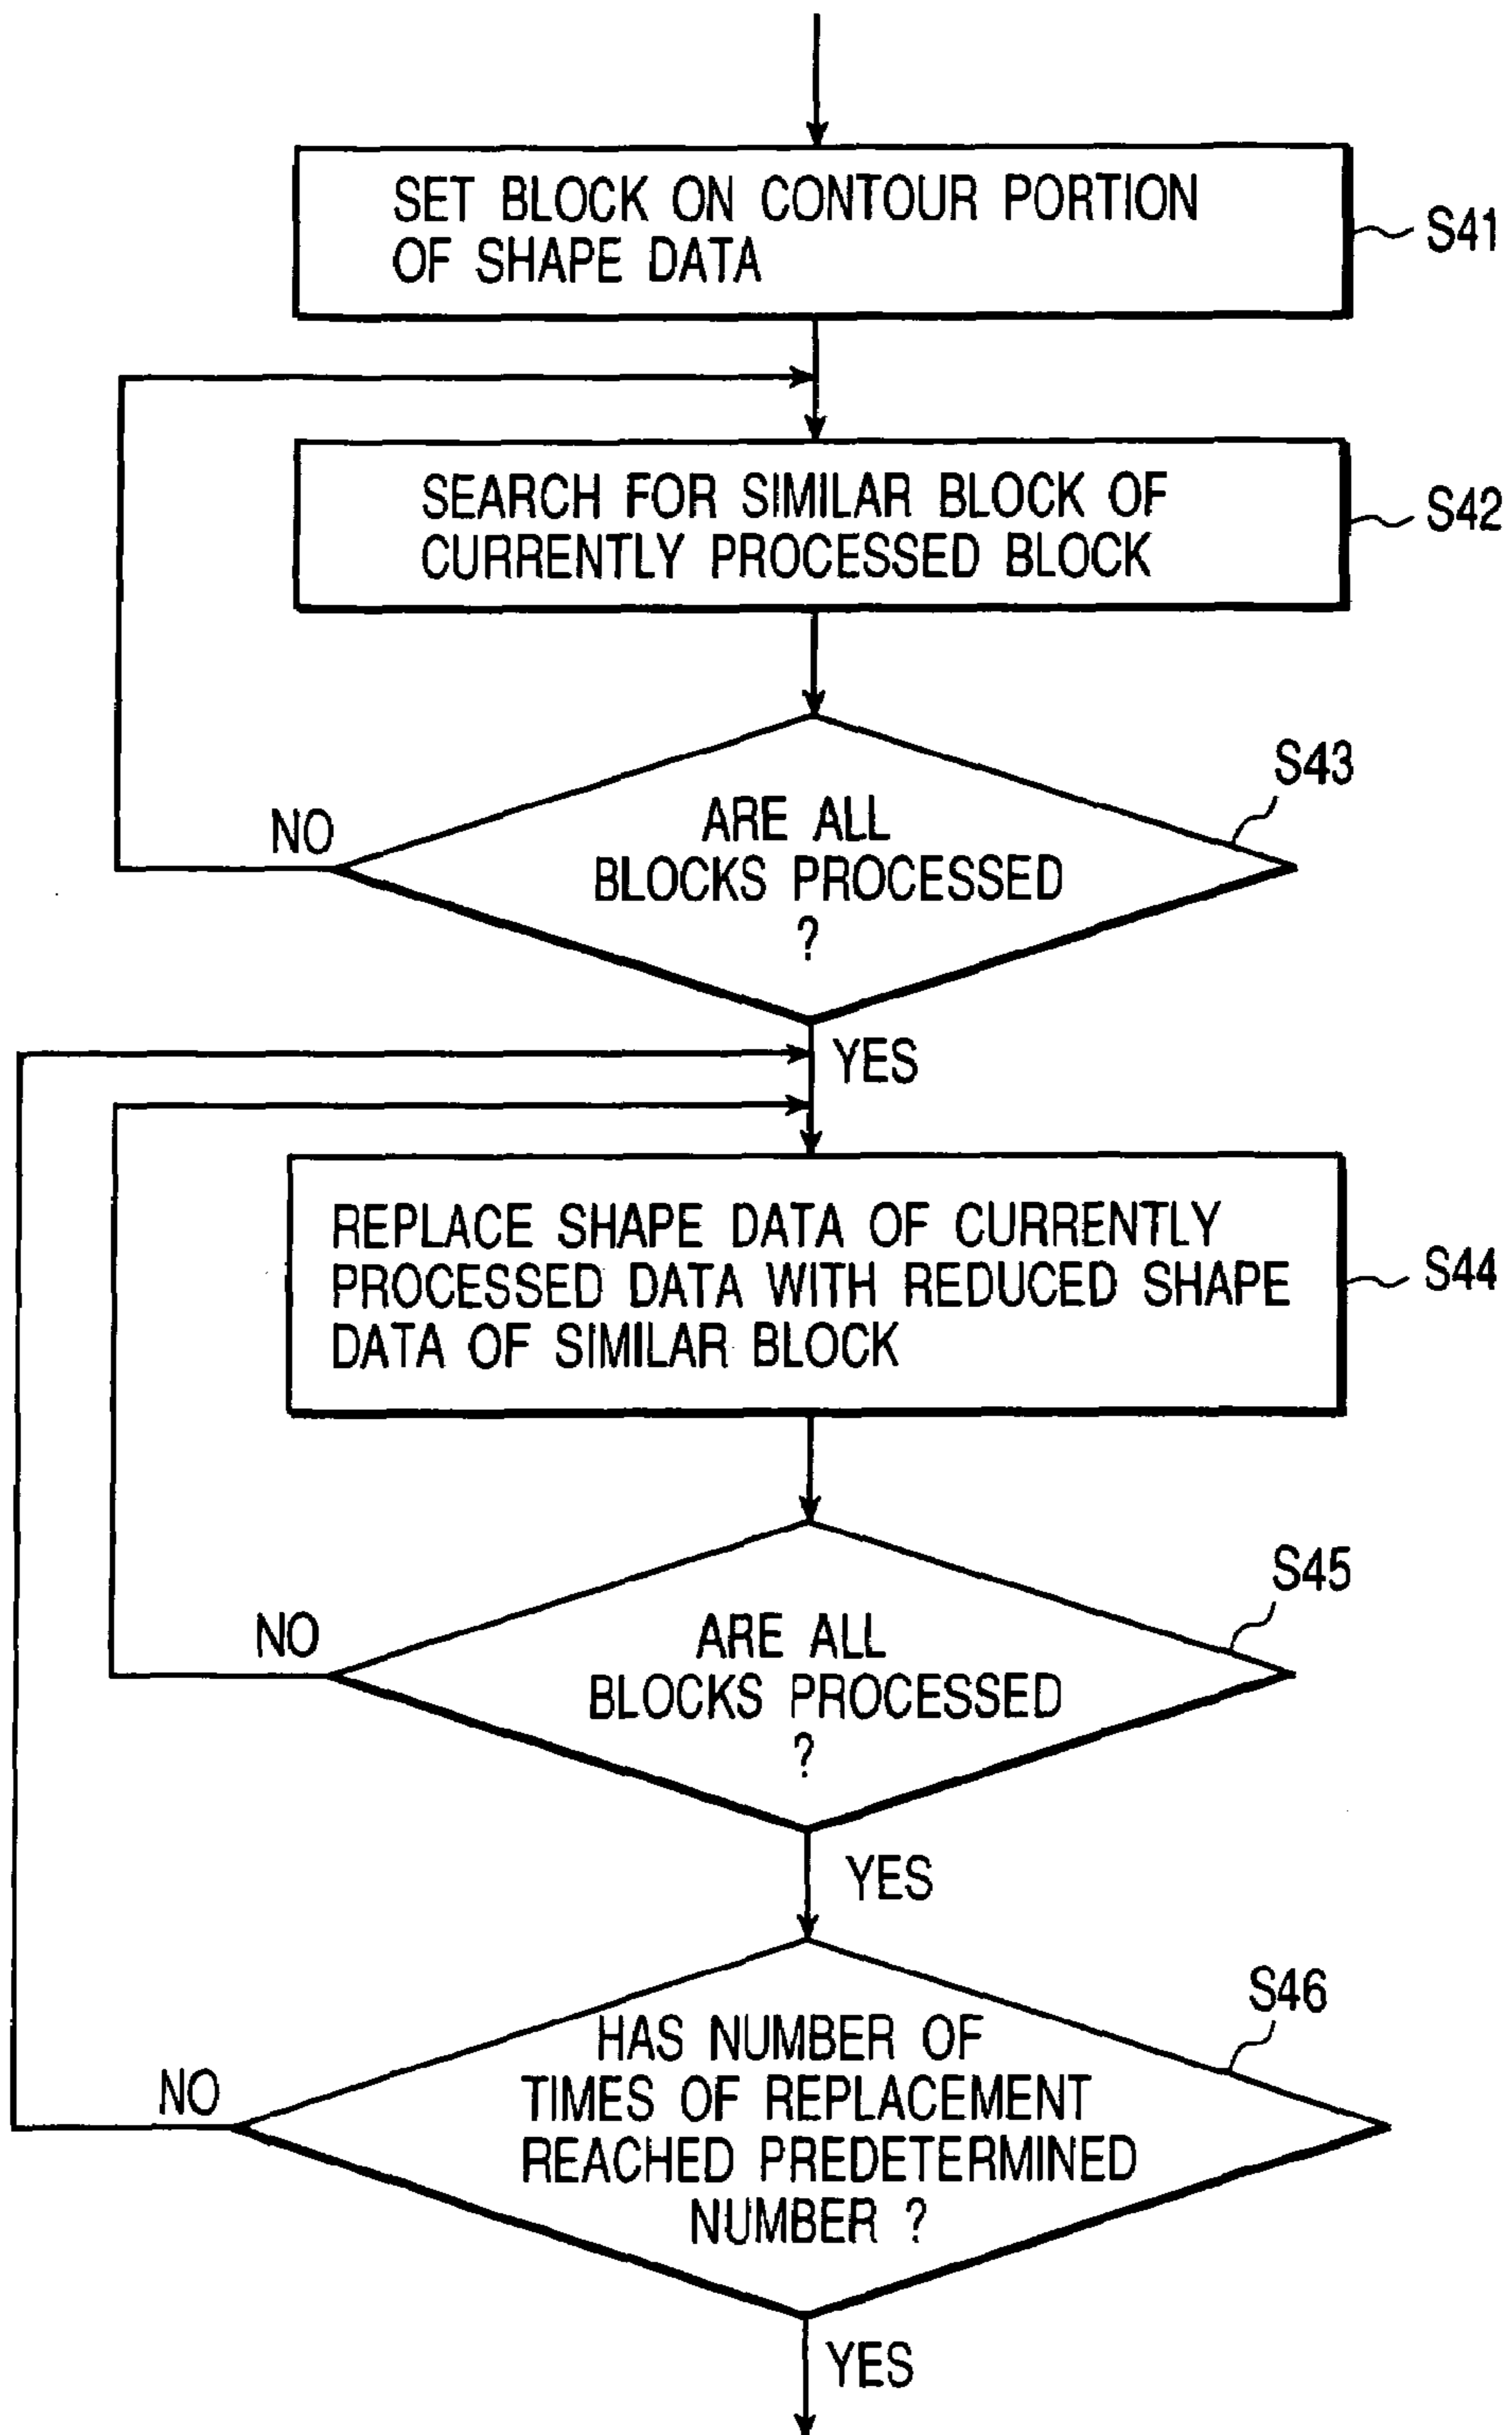 SET BLOCK ON CONTOUR PORTION
OF SHAPE DATA
S41
SEARCH FOR SIMILAR BLOCK OF
CURRENTLY PROCESSED BLOCK
S42
S43
ARE ALL
BLOCKS PROCESSED
?
NO
YES
REPLACE SHAPE DATA OF CURRENTLY
PROCESSED DATA WITH REDUCED SHAPE
DATA OF SIMILAR BLOCK
S44
S45
ARE ALL
BLOCKS PROCESSED
?
NO
YES
S46
HAS NUMBER OF
TIMES OF REPLACEMENT
REACHED PREDETERMINED
NUMBER ?
NO
YES